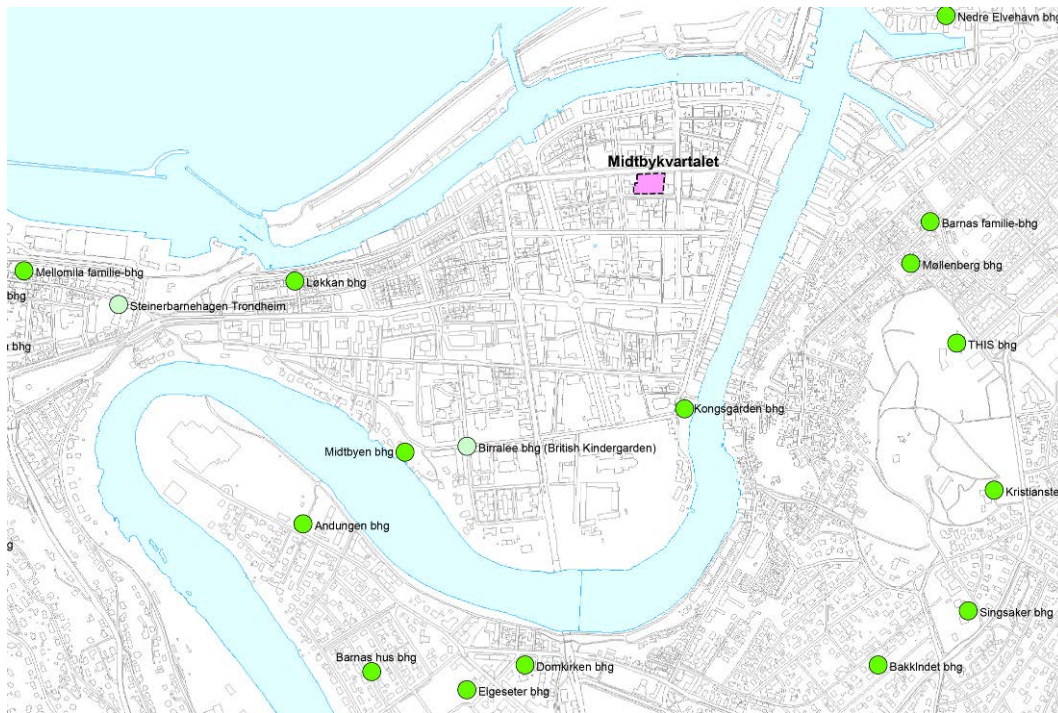 Nedre Elvehavn bhg
Midtbykvartalet
Barnas familie-bhg
Møllenberg bhg
Mellomila familie-bhg
Løkkan bhg
bhg
Steinerbarnehagen Trondheim
bhg
THIS bhg
Kongsgården bhg
Midtbyen bhg
Birralee bhg (British Kindergarden)
Kristianste
Andungen bhg
g
Singsaker bhg
Barnas hus bhg
Domkirken bhg
Bakklndet bhg
Elgeseter bhg